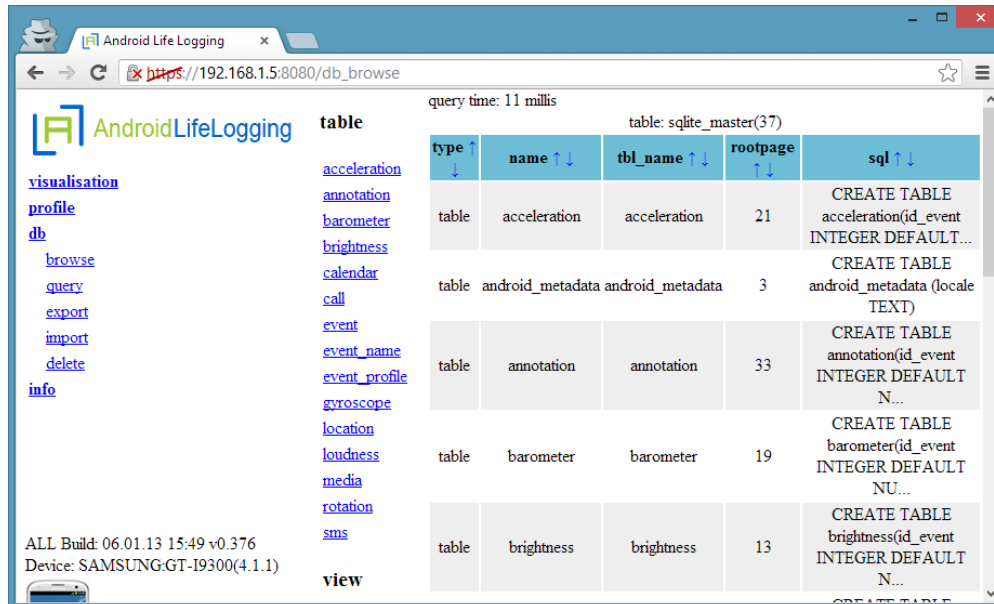 Android Life Logging
https://192.168.1.5:8080/db_browse
AndroidLifeLogging
visualisation
profile
db
browse
query
export
import
delete
info
ALL Build: 06.01.13 15:49 v0.376
Device: SAMSUNG:GT-I9300(4.1.1)
table
acceleration
annotation
barometer
brightness
calendar
call
event
event_name
event_profile
gyroscope
location
loudness
media
rotation
sms
view
query time: 11 millis
table: sqlite_master(37)
type ↑ name ↑ ↓ tbl_name ↑ ↓ rootpage sql ↑ ↓
↓ ↑ ↓
CREATE TABLE
table acceleration acceleration 21 acceleration(id_event
INTEGER DEFAULT...
CREATE TABLE
table android_metadata android_metadata 3 android_metadata (locale
TEXT)
CREATE TABLE
annotation(id_event
table annotation annotation 33 INTEGER DEFAULT
N...
CREATE TABLE
barometer(id_event
table barometer barometer 19 INTEGER DEFAULT
NU...
CREATE TABLE
brightness(id_event
table brightness brightness 13 INTEGER DEFAULT
N...
CREATE TABLE